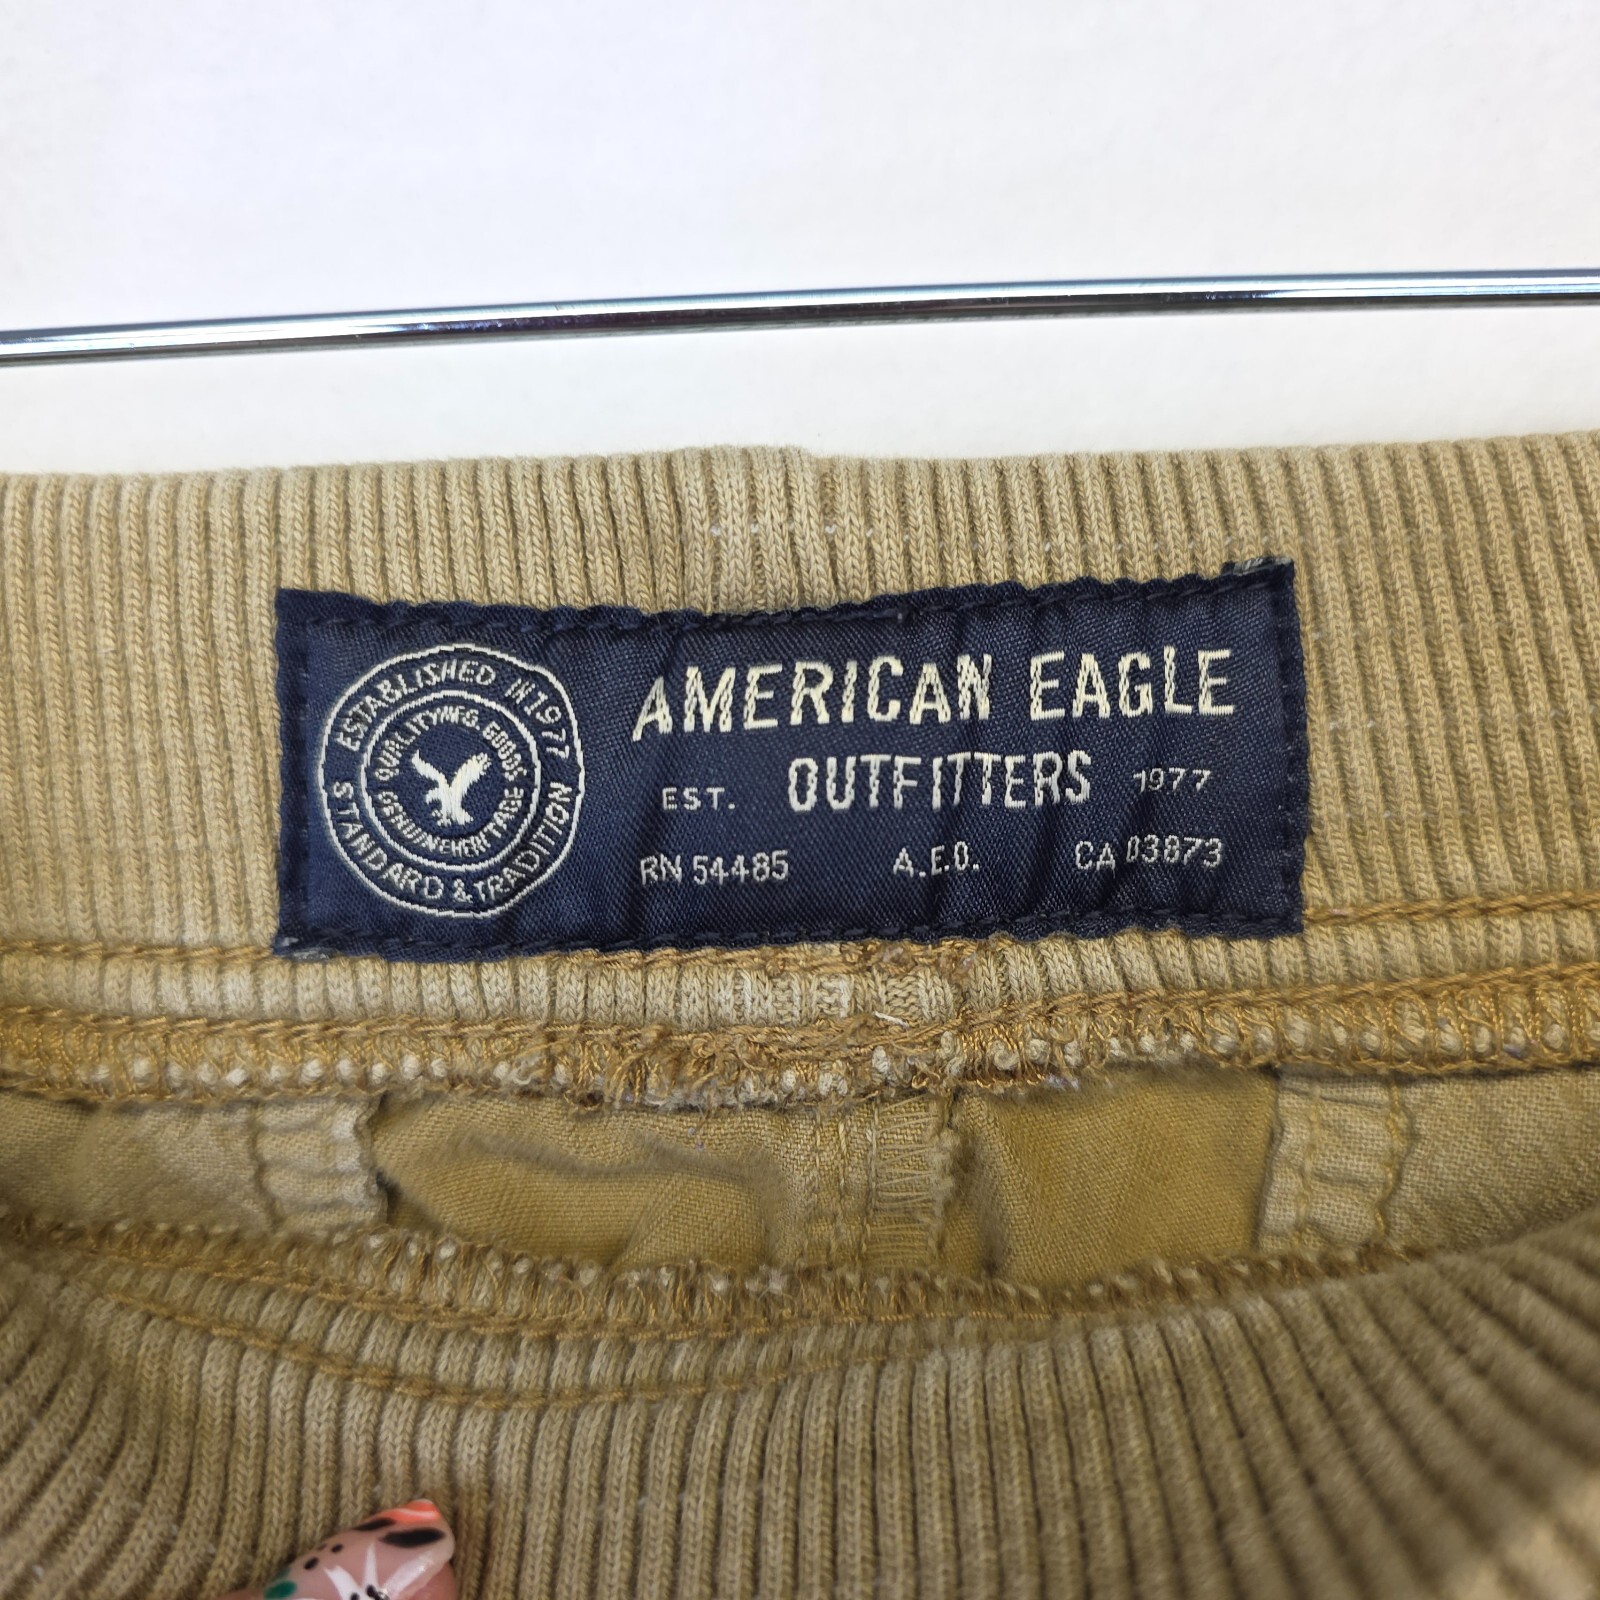 ESTABLISHED IN 1977
STANDARD & TRADITION
QUALITY MFG. GOODS
GENUINE HERITAGE
AMERICAN EAGLE
EST. OUTFITTERS 1977
RN 54485 A.E.O. CA 03873